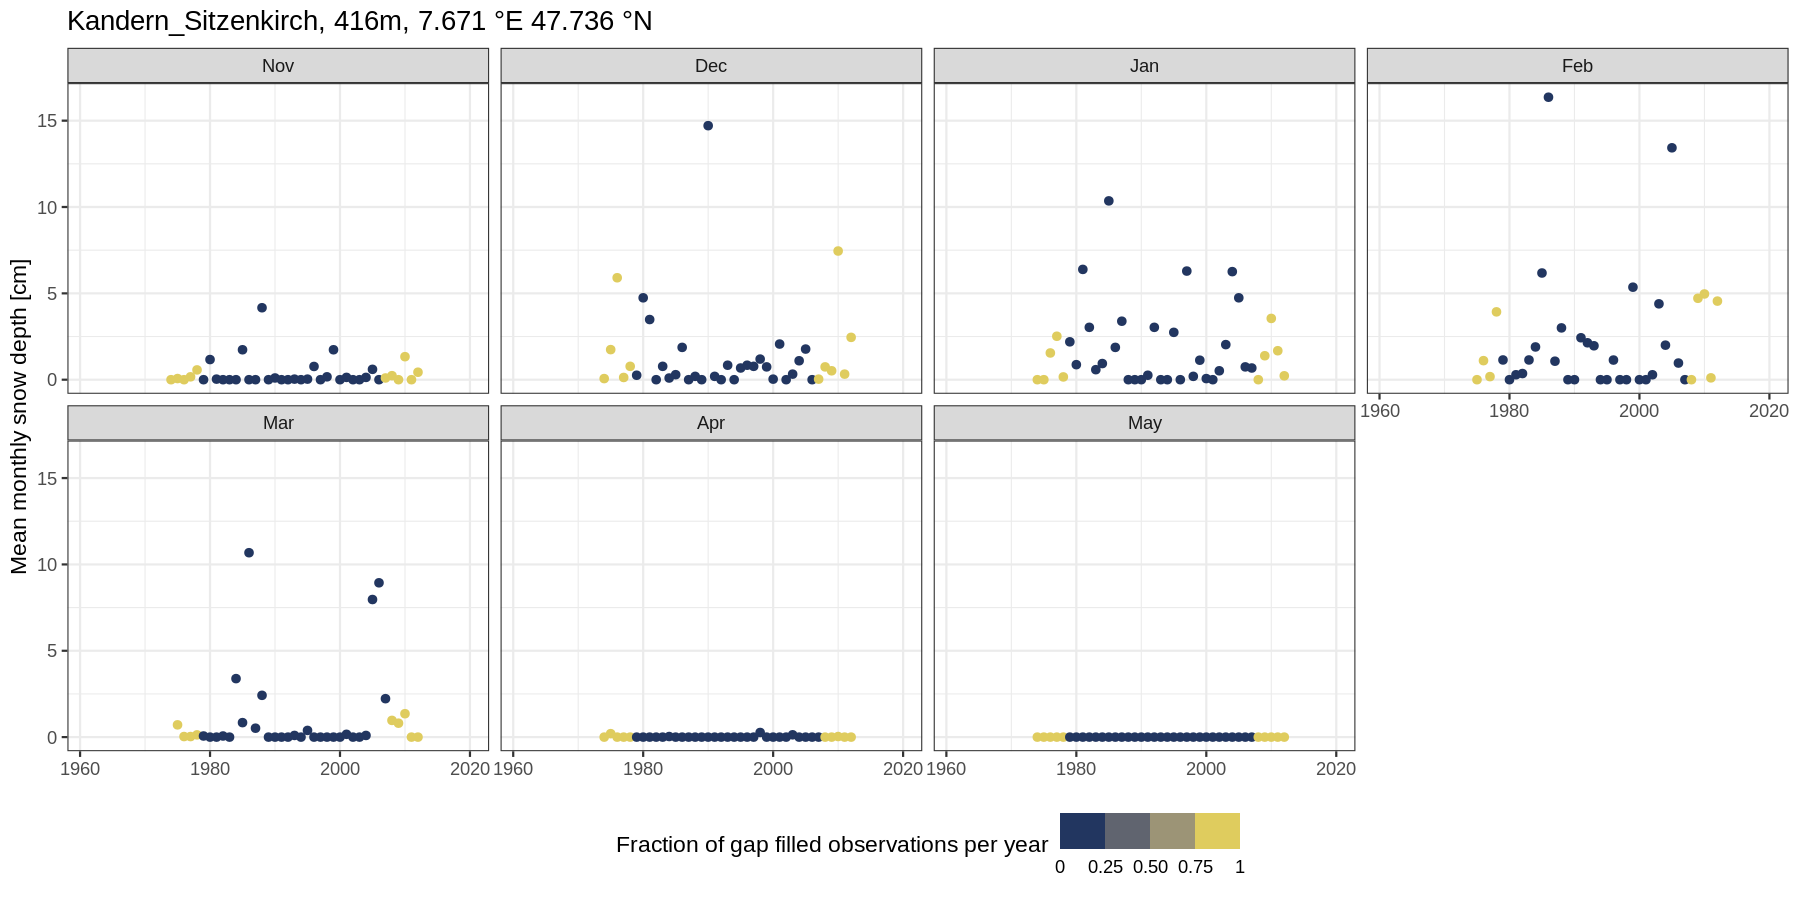 Kandern_Sitzenkirch, 416m, 7.671 °E 47.736 °N
Nov Dec Jan Feb
15
10
5
0
1960 1980 2000 2020
Mean monthly snow depth [cm]
Mar Apr May
15
10
5
0
1960 1980 2000 2020 1960 1980 2000 2020 1960 1980 2000 2020
Fraction of gap filled observations per year
0 0.25 0.50 0.75 1